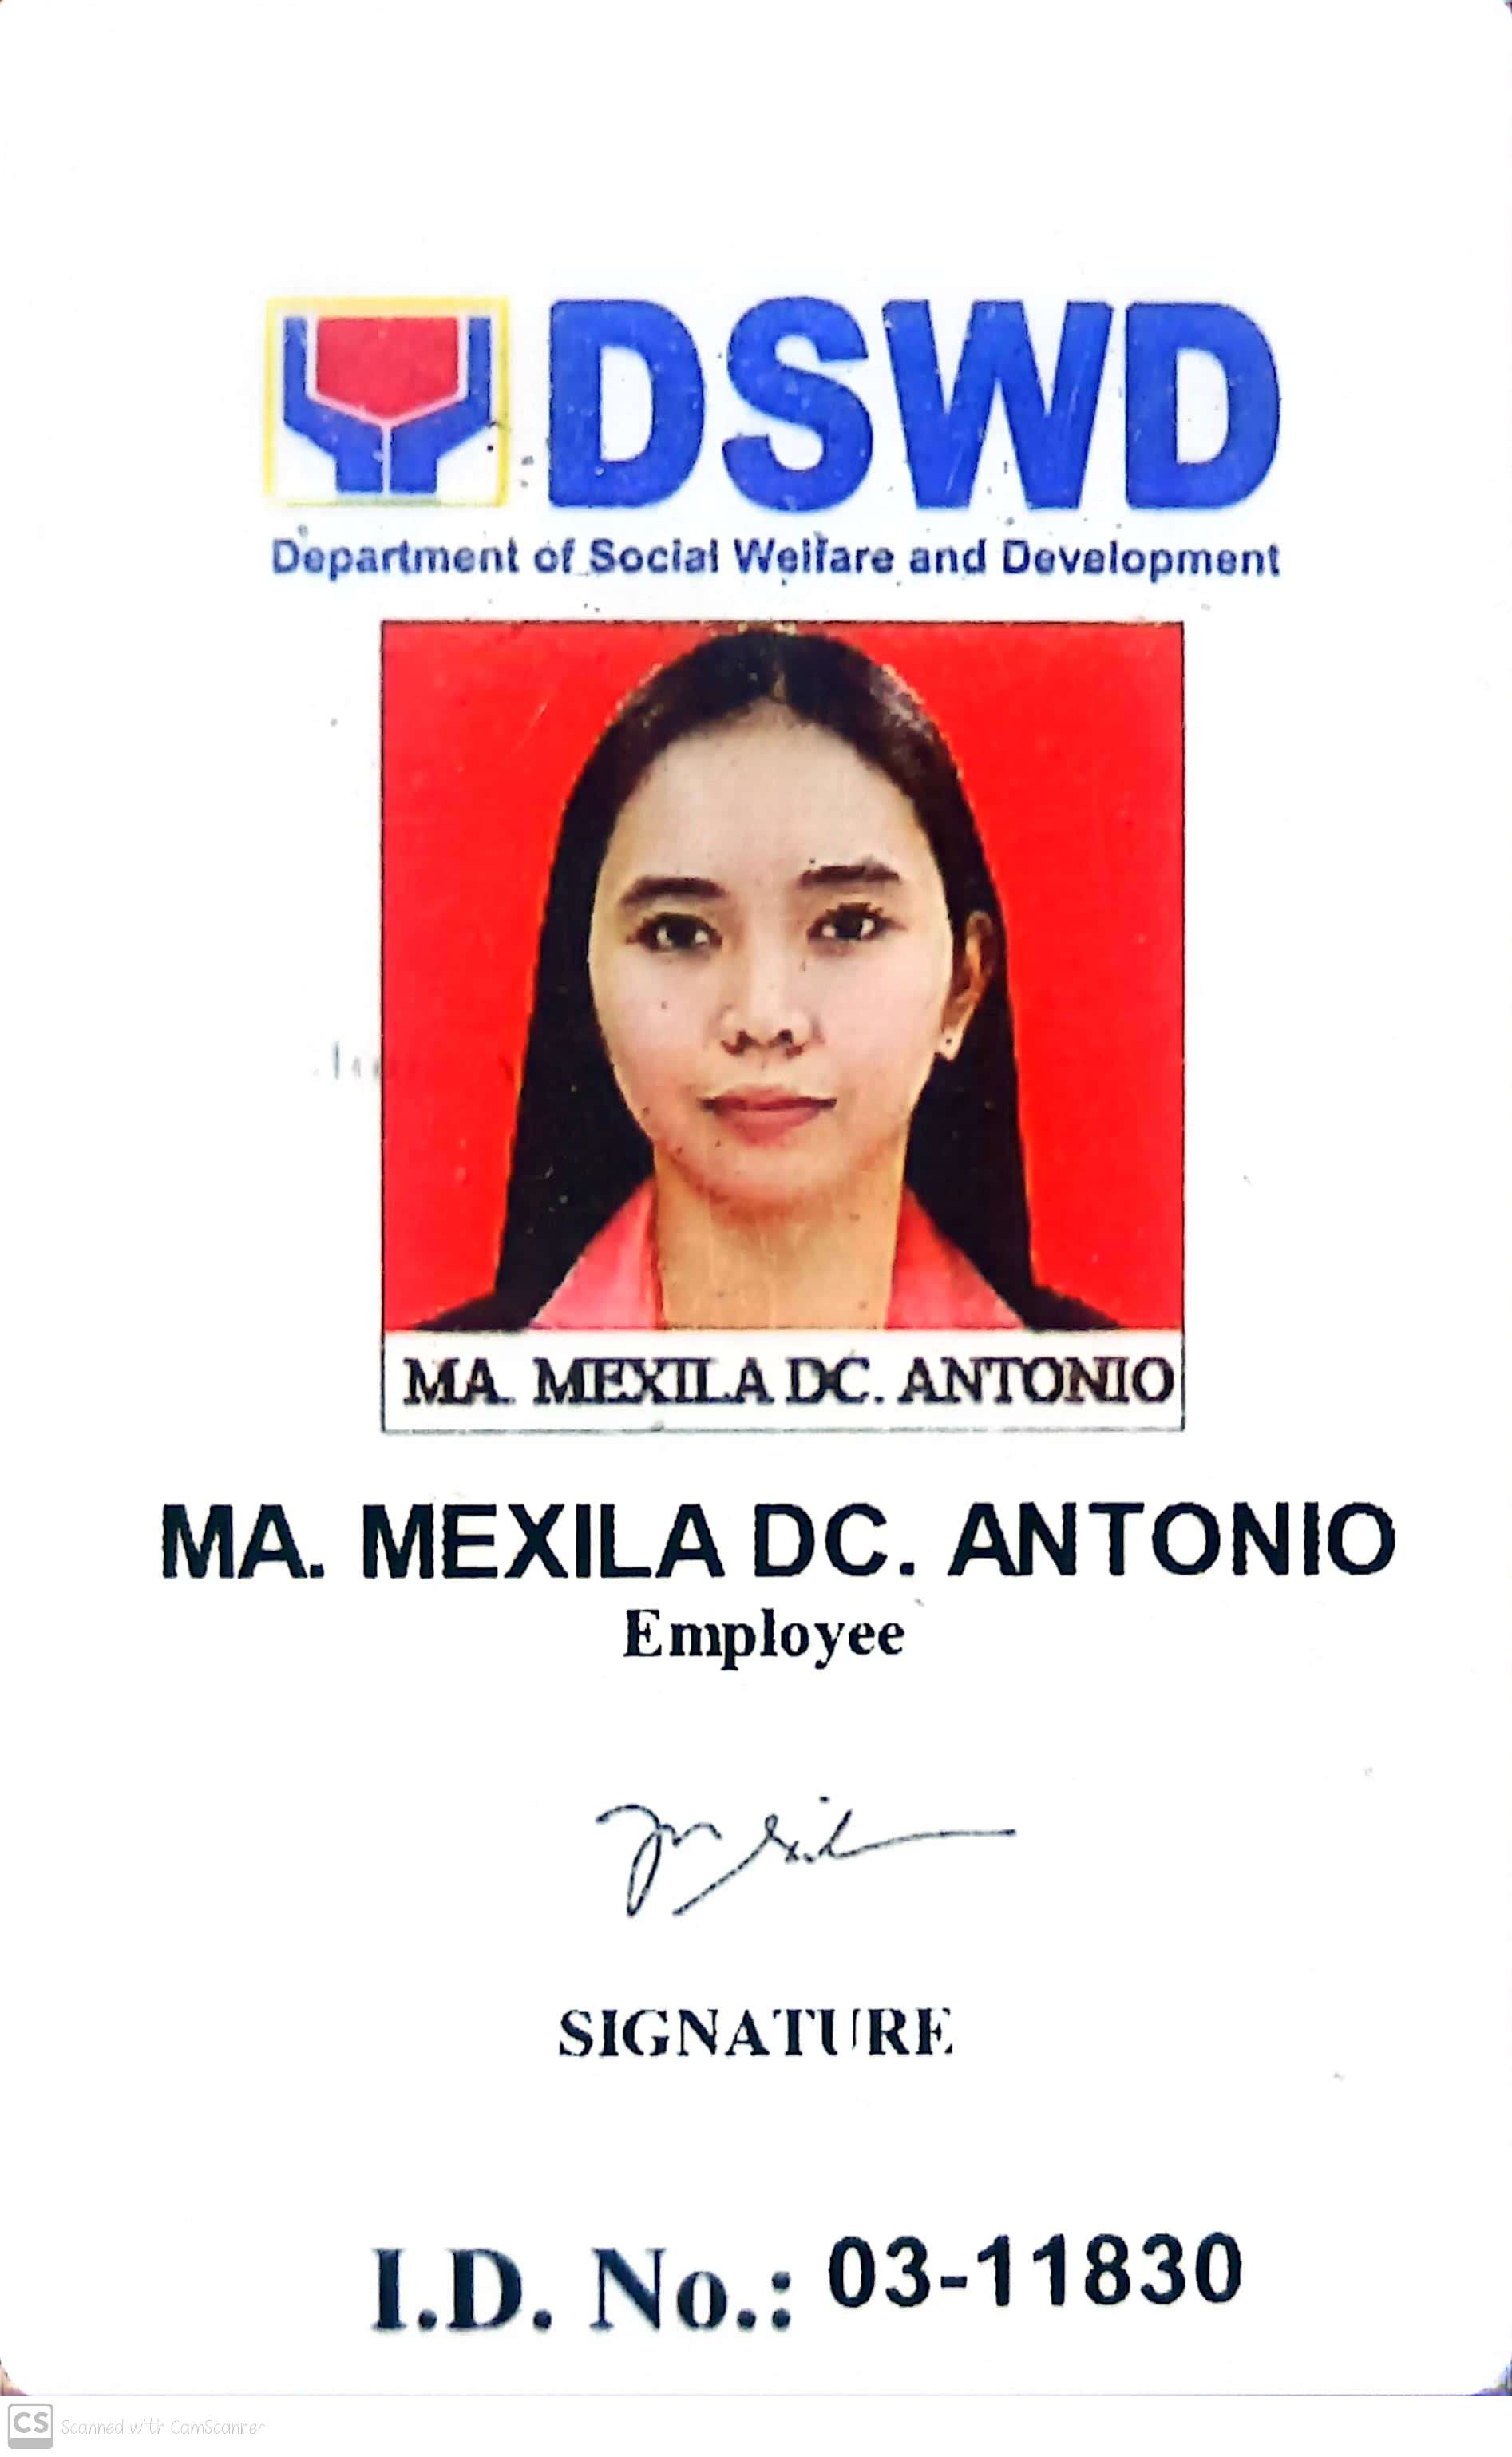 DSWD
Department of Social Welfare and Development
MA. MEXILA DC. ANTONIO
MA. MEXILA DC. ANTONIO
Employee
SIGNATURE
I.D. No.: 03-11830
CS Scanned with CamScanner